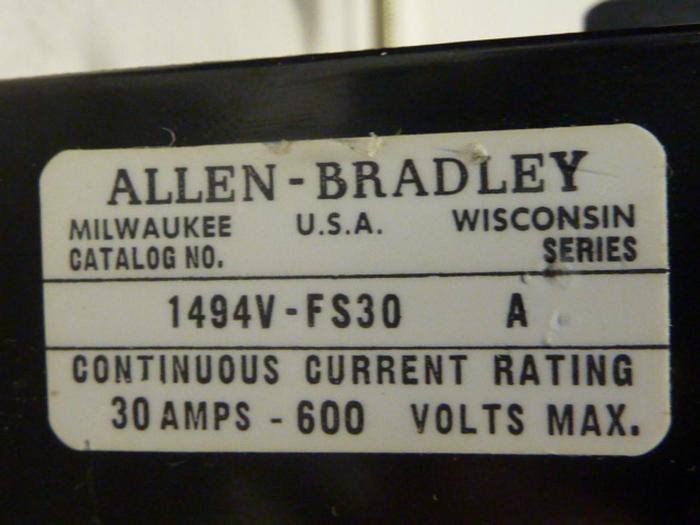 ALLEN-BRADLEY
MILWAUKEE U.S.A. WISCONSIN
CATALOG NO. SERIES
1494V-FS30 A
CONTINUOUS CURRENT RATING
30 AMPS - 600 VOLTS MAX.